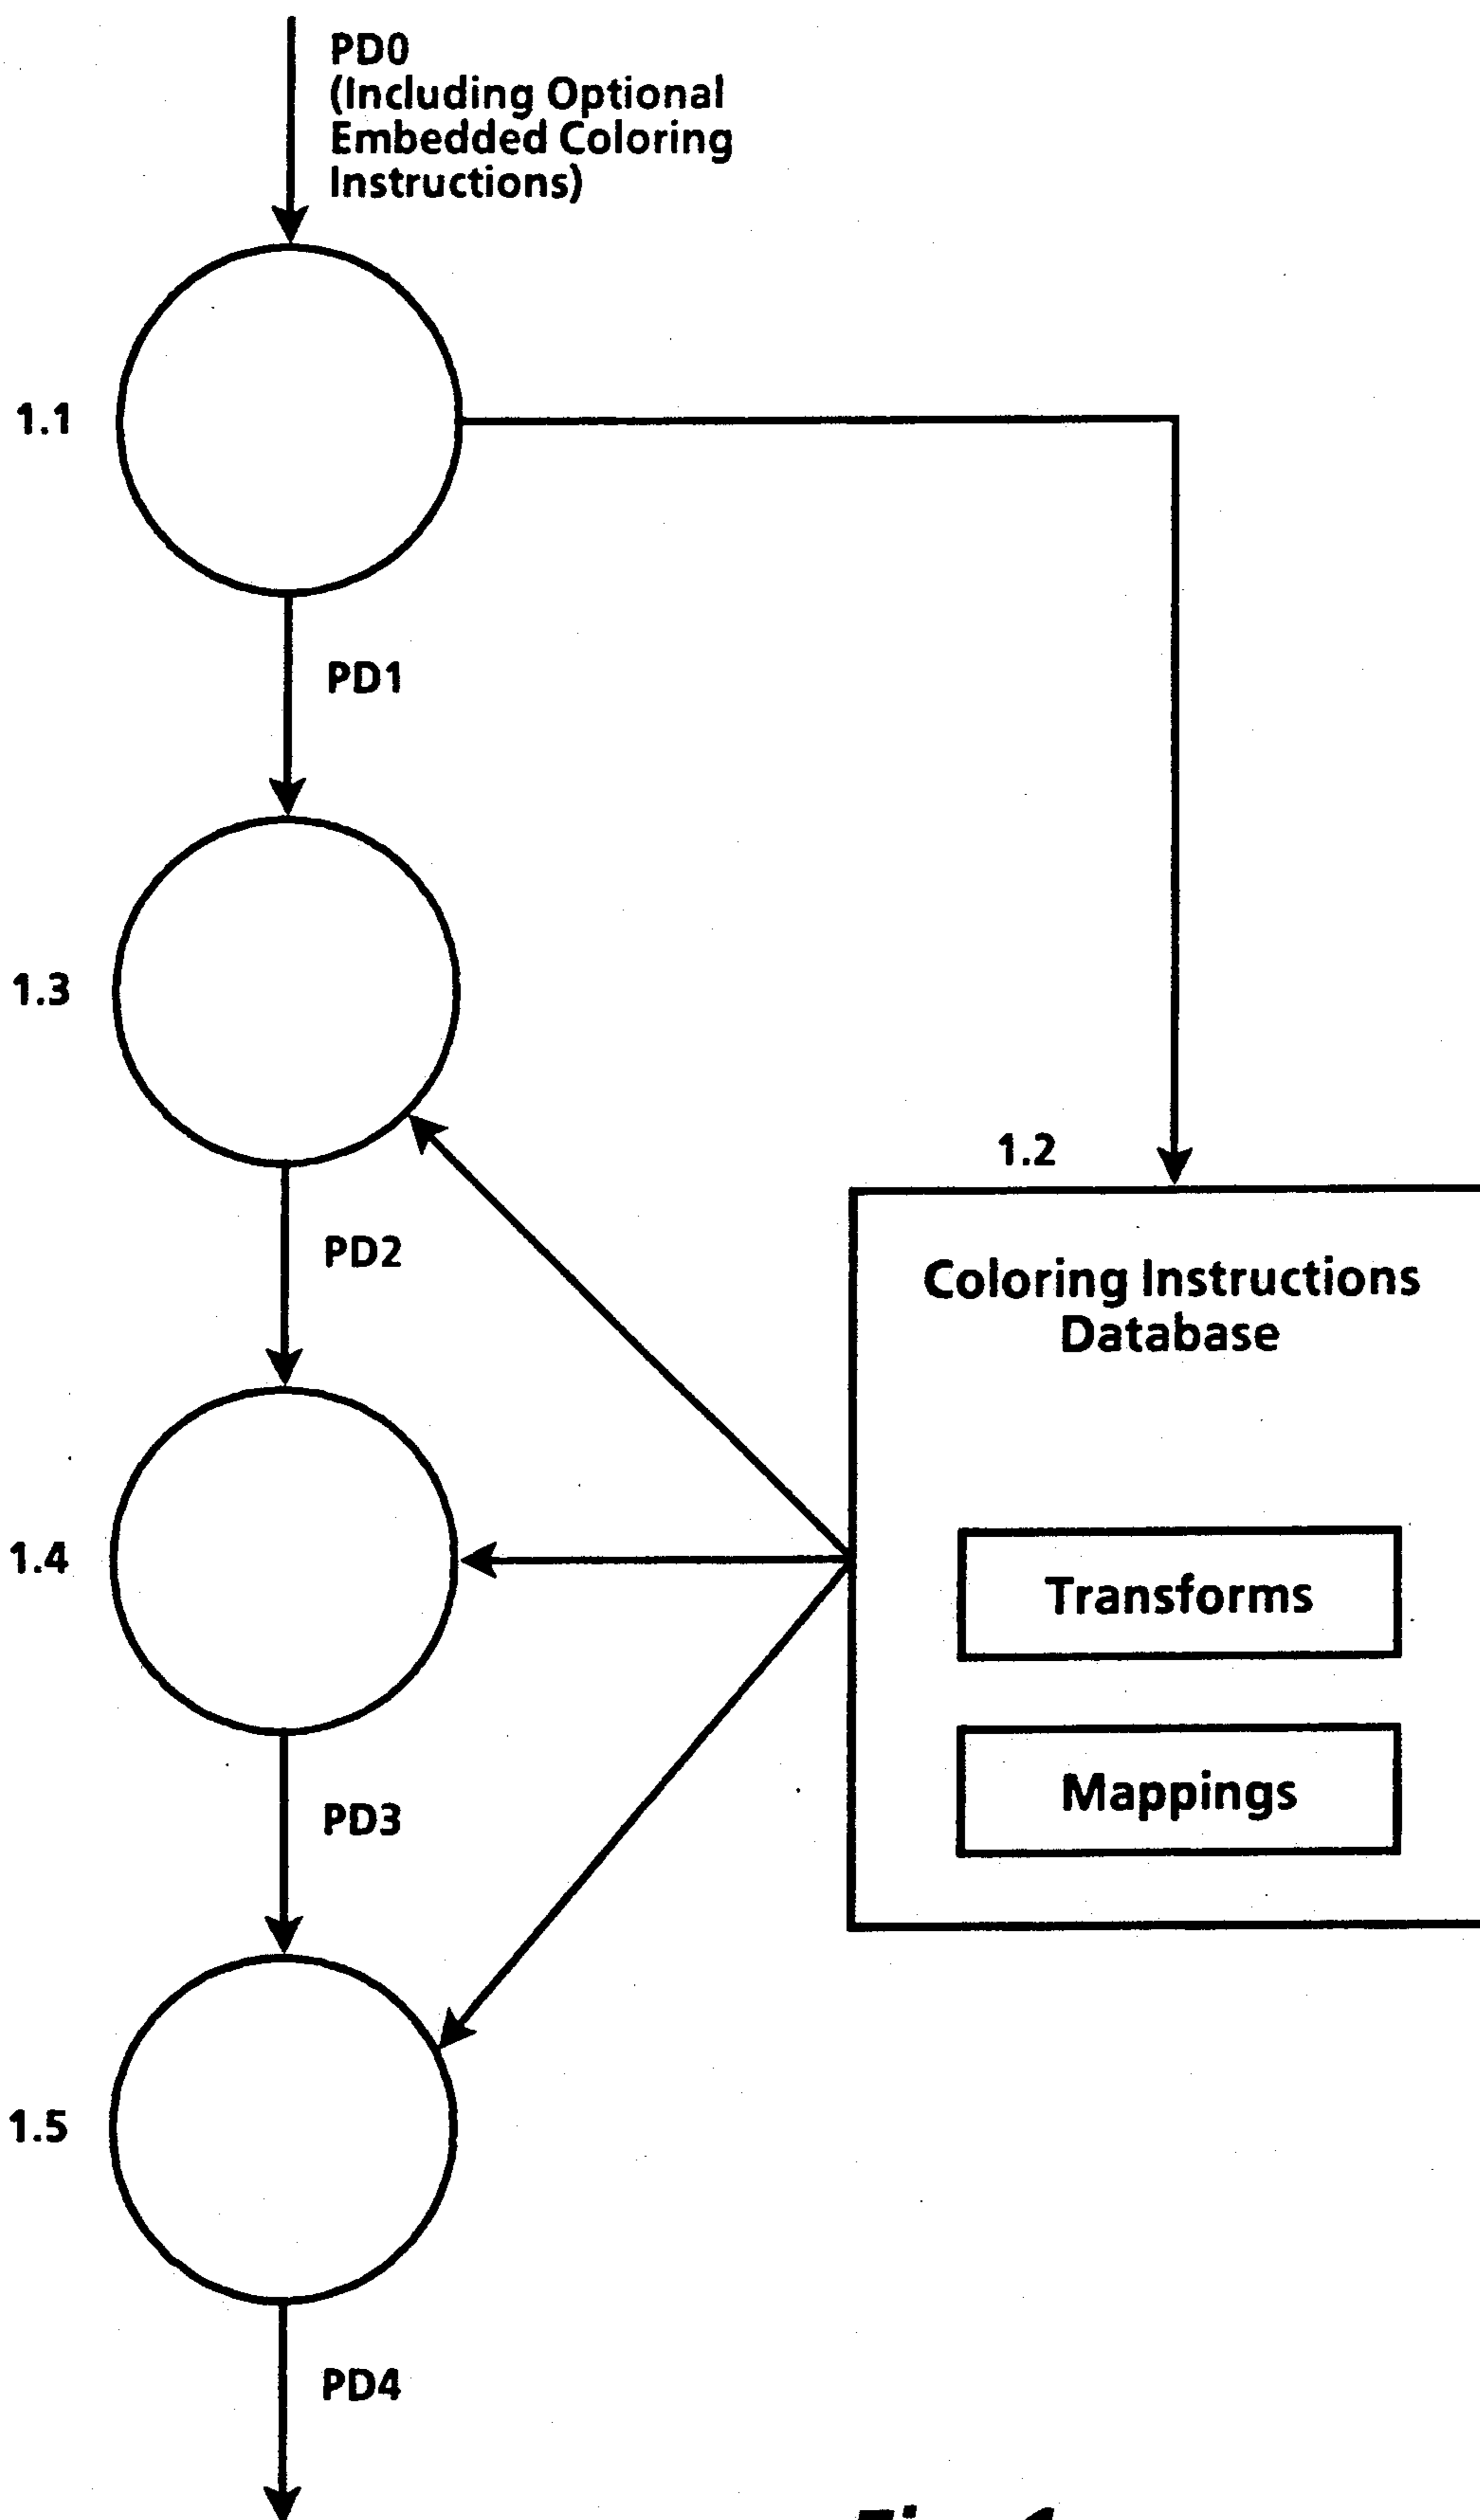 PD0
(Including Optional
Embedded Coloring
Instructions)
1.1
PD1
1.3
1.2
PD2
Coloring Instructions
Database
1.4
Transforms
Mappings
PD3
1.5
PD4